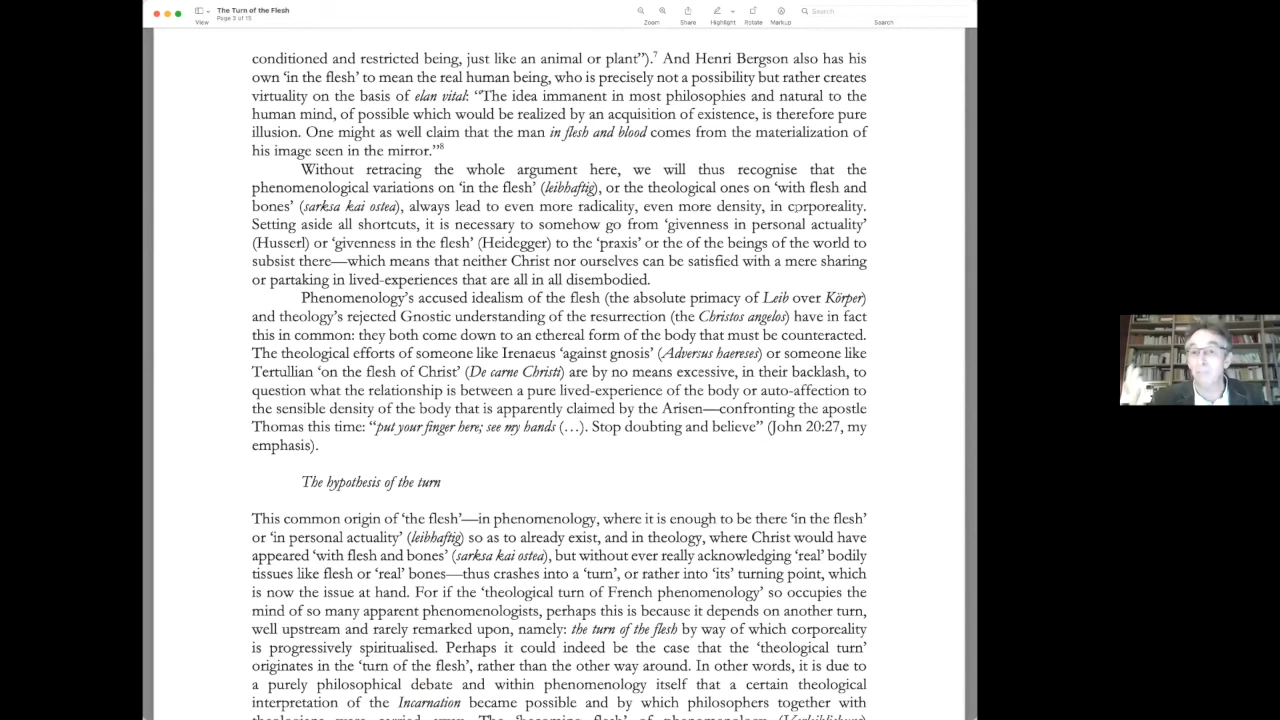 The Turn of the Flesh
Page 3 of 15
View
Zoom
Share
Highlight
Rotate
Markup
Search
Search
conditioned and restricted being, just like an animal or plant”).7 And Henri Bergson also has his
own ‘in the flesh’ to mean the real human being, who is precisely not a possibility but rather creates
virtuality on the basis of elan vital: “The idea immanent in most philosophies and natural to the
human mind, of possible which would be realized by an acquisition of existence, is therefore pure
illusion. One might as well claim that the man in flesh and blood comes from the materialization of
his image seen in the mirror.”8
Without retracing the whole argument here, we will thus recognise that the
phenomenological variations on ‘in the flesh’ (leibhaftig), or the theological ones on ‘with flesh and
bones’ (sarksa kai ostea), always lead to even more radicality, even more density, in corporeality.
Setting aside all shortcuts, it is necessary to somehow go from ‘givenness in personal actuality’
(Husserl) or ‘givenness in the flesh’ (Heidegger) to the ‘praxis’ or the of the beings of the world to
subsist there—which means that neither Christ nor ourselves can be satisfied with a mere sharing
or partaking in lived-experiences that are all in all disembodied.
Phenomenology’s accused idealism of the flesh (the absolute primacy of Leib over Körper)
and theology’s rejected Gnostic understanding of the resurrection (the Christos angelos) have in fact
this in common: they both come down to an ethereal form of the body that must be counteracted.
The theological efforts of someone like Irenaeus ‘against gnosis’ (Adversus haereses) or someone like
Tertullian ‘on the flesh of Christ’ (De carne Christi) are by no means excessive, in their backlash, to
question what the relationship is between a pure lived-experience of the body or auto-affection to
the sensible density of the body that is apparently claimed by the Arisen—confronting the apostle
Thomas this time: “put your finger here; see my hands (…). Stop doubting and believe” (John 20:27, my
emphasis).
The hypothesis of the turn
This common origin of ‘the flesh’—in phenomenology, where it is enough to be there ‘in the flesh’
or ‘in personal actuality’ (leibhaftig) so as to already exist, and in theology, where Christ would have
appeared ‘with flesh and bones’ (sarksa kai ostea), but without ever really acknowledging ‘real’ bodily
tissues like flesh or ‘real’ bones—thus crashes into a ‘turn’, or rather into ‘its’ turning point, which
is now the issue at hand. For if the ‘theological turn of French phenomenology’ so occupies the
mind of so many apparent phenomenologists, perhaps this is because it depends on another turn,
well upstream and rarely remarked upon, namely: the turn of the flesh by way of which corporeality
is progressively spiritualised. Perhaps it could indeed be the case that the ‘theological turn’
originates in the ‘turn of the flesh’, rather than the other way around. In other words, it is due to
a purely philosophical debate and within phenomenology itself that a certain theological
interpretation of the Incarnation became possible and by which philosophers together with